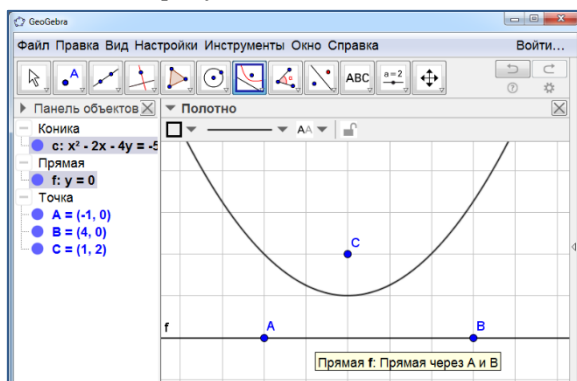 GeoGebra
Файл Правка Вид Настройки Инструменты Окно Справка Войти...
A ABC a=2
Панель объектов Полотно
AA
Коника
c: x² - 2x - 4y = -5
Прямая
f: y = 0
Точка
A = (-1, 0)
B = (4, 0)
C = (1, 2)
C
f A B
Прямая f: Прямая через A и B